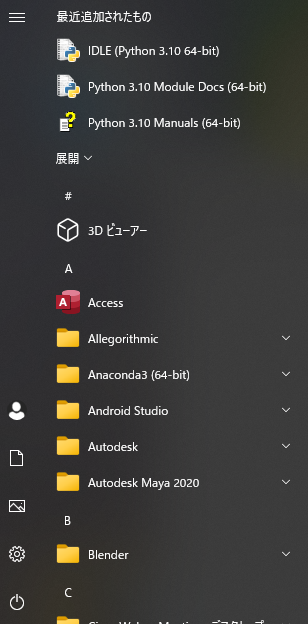 最近追加されたもの
IDLE (Python 3.10 64-bit)
Python 3.10 Module Docs (64-bit)
Python 3.10 Manuals (64-bit)
展開
#
3D ビューアー
A
Access
Allegorithmic
Anaconda3 (64-bit)
Android Studio
Autodesk
Autodesk Maya 2020
B
Blender
C